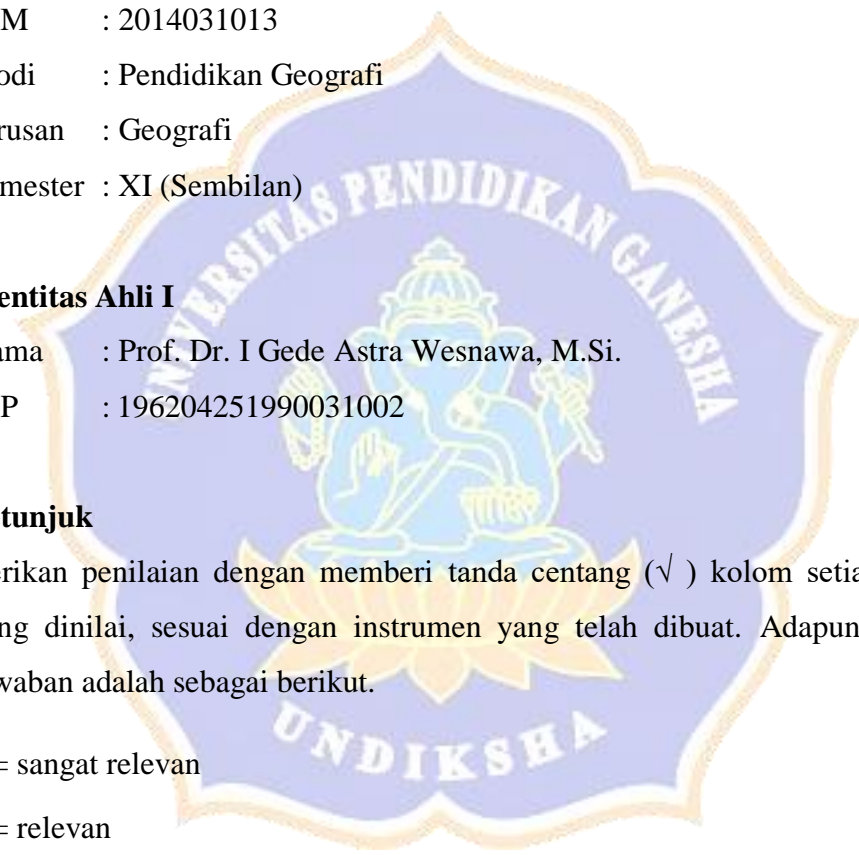 M : 2014031013
odi : Pendidikan Geografi
rusan : Geografi
mester : XI (Sembilan)
UNIVERSITAS PENDIDIKAN GANESHA
entitas Ahli I
ama : Prof. Dr. I Gede Astra Wesnawa, M.Si.
P : 196204251990031002
tunjuk
erikan penilaian dengan memberi tanda centang (√ ) kolom setia
ng dinilai, sesuai dengan instrumen yang telah dibuat. Adapun
waban adalah sebagai berikut.
UNDIKSHA
= sangat relevan
= relevan